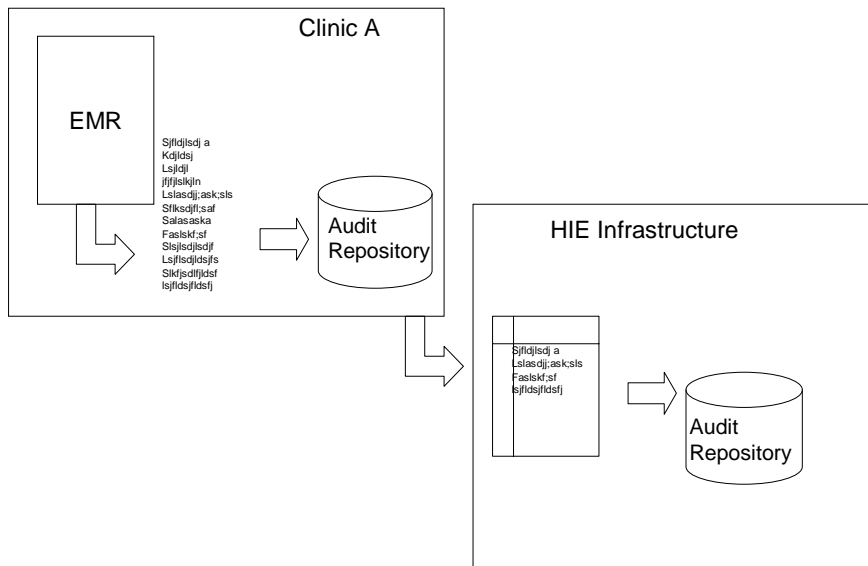 Clinic A
EMR
Sjfldjlsdj a
Kdjldsj
Lsjldjl
jfjfjlslkjln
Lslasdjj;ask;sls
Sflksdjfl;saf
Salasaska
Faslskf;sf
Slsjlsdjlsdjf
Lsjflsdjldsjfs
Slkfjsdlfjldsf
lsjfldsjfldsfj
Audit
Repository
HIE Infrastructure
Sjfldjlsdj a
Lslasdjj;ask;sls
Faslskf;sf
lsjfldsjfldsfj
Audit
Repository